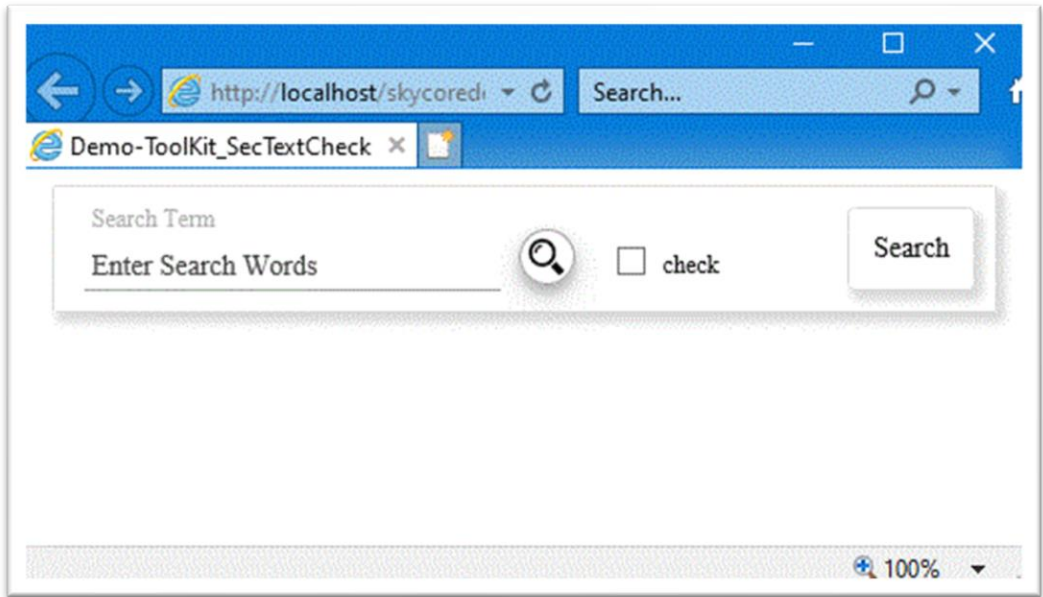 http://localhost/skycored
Search...
Demo-ToolKit_SecTextCheck
Search Term
Enter Search Words
check
Search
100%